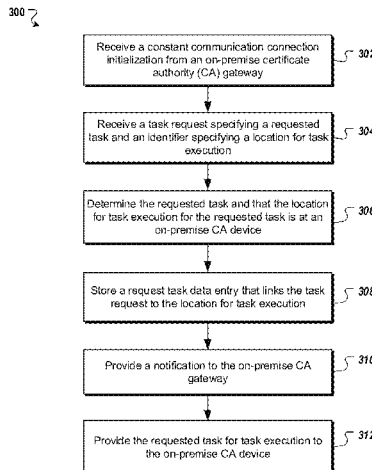 300
Receive a constant communication connection
initialization from an on-premise certificate
authority (CA) gateway
302
Receive a task request specifying a requested
task and an identifier specifying a location for task
execution
304
Determine the requested task and that the location
for task execution for the requested task is at an
on-premise CA device
306
Store a request task data entry that links the task
request to the location for task execution
308
Provide a notification to the on-premise CA
gateway
310
Provide the requested task for task execution to
the on-premise CA device
312